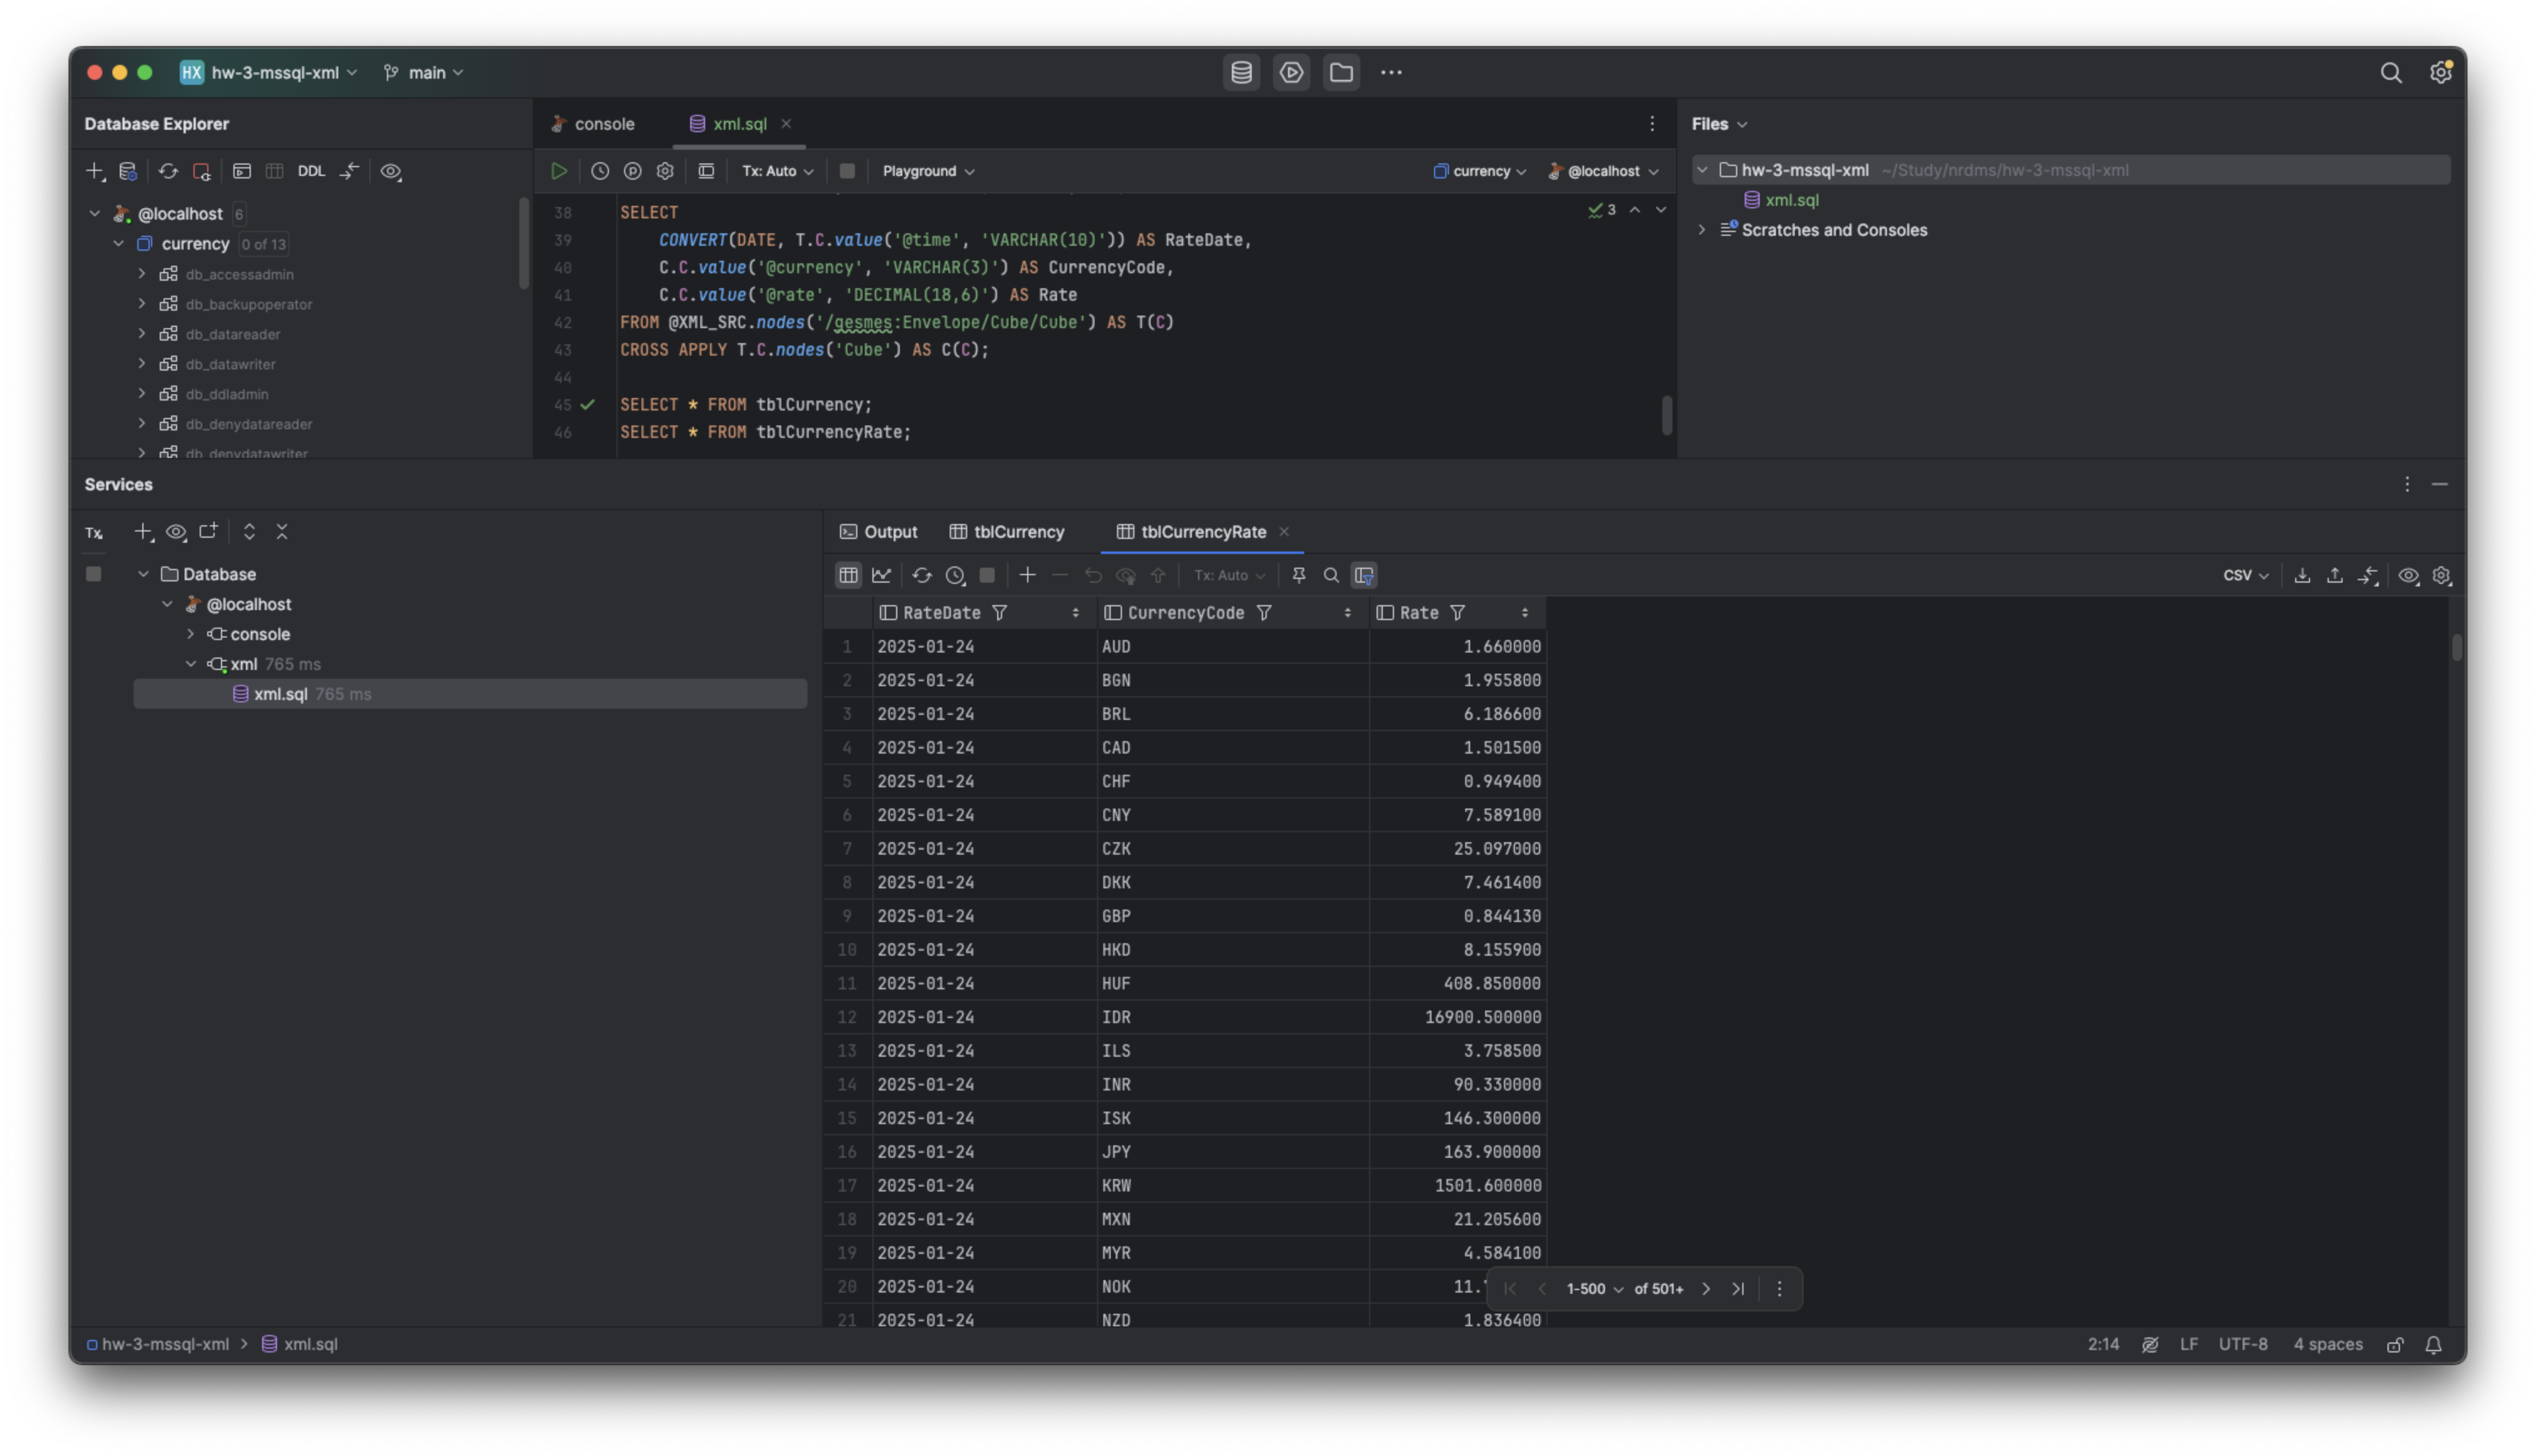 HX hw-3-mssql-xml main
Database Explorer
DDL
@localhost 6
currency 0 of 13
db_accessadmin
db_backupoperator
db_datareader
db_datawriter
db_ddladmin
db_denydatareader
db_denydatawriter
console xml.sql
Tx: Auto Playground currency @localhost
3
38 SELECT
39 CONVERT(DATE, T.C.value('@time', 'VARCHAR(10)')) AS RateDate,
40 C.C.value('@currency', 'VARCHAR(3)') AS CurrencyCode,
41 C.C.value('@rate', 'DECIMAL(18,6)') AS Rate
42 FROM @XML_SRC.nodes('/gesmes:Envelope/Cube/Cube') AS T(C)
43 CROSS APPLY T.C.nodes('Cube') AS C(C);
44
45 SELECT * FROM tblCurrency;
46 SELECT * FROM tblCurrencyRate;
Files
hw-3-mssql-xml ~/Study/nrdms/hw-3-mssql-xml
xml.sql
Scratches and Consoles
Services
Tx
Database
@localhost
console
xml 765 ms
xml.sql 765 ms
Output tblCurrency tblCurrencyRate
Tx: Auto CSV
RateDate CurrencyCode Rate
1 2025-01-24 AUD 1.660000
2 2025-01-24 BGN 1.955800
3 2025-01-24 BRL 6.186600
4 2025-01-24 CAD 1.501500
5 2025-01-24 CHF 0.949400
6 2025-01-24 CNY 7.589100
7 2025-01-24 CZK 25.097000
8 2025-01-24 DKK 7.461400
9 2025-01-24 GBP 0.844130
10 2025-01-24 HKD 8.155900
11 2025-01-24 HUF 408.850000
12 2025-01-24 IDR 16900.500000
13 2025-01-24 ILS 3.758500
14 2025-01-24 INR 90.330000
15 2025-01-24 ISK 146.300000
16 2025-01-24 JPY 163.900000
17 2025-01-24 KRW 1501.600000
18 2025-01-24 MXN 21.205600
19 2025-01-24 MYR 4.584100
20 2025-01-24 NOK 11.
21 2025-01-24 NZD 1.836400
1-500 of 501+
hw-3-mssql-xml xml.sql
2:14 LF UTF-8 4 spaces